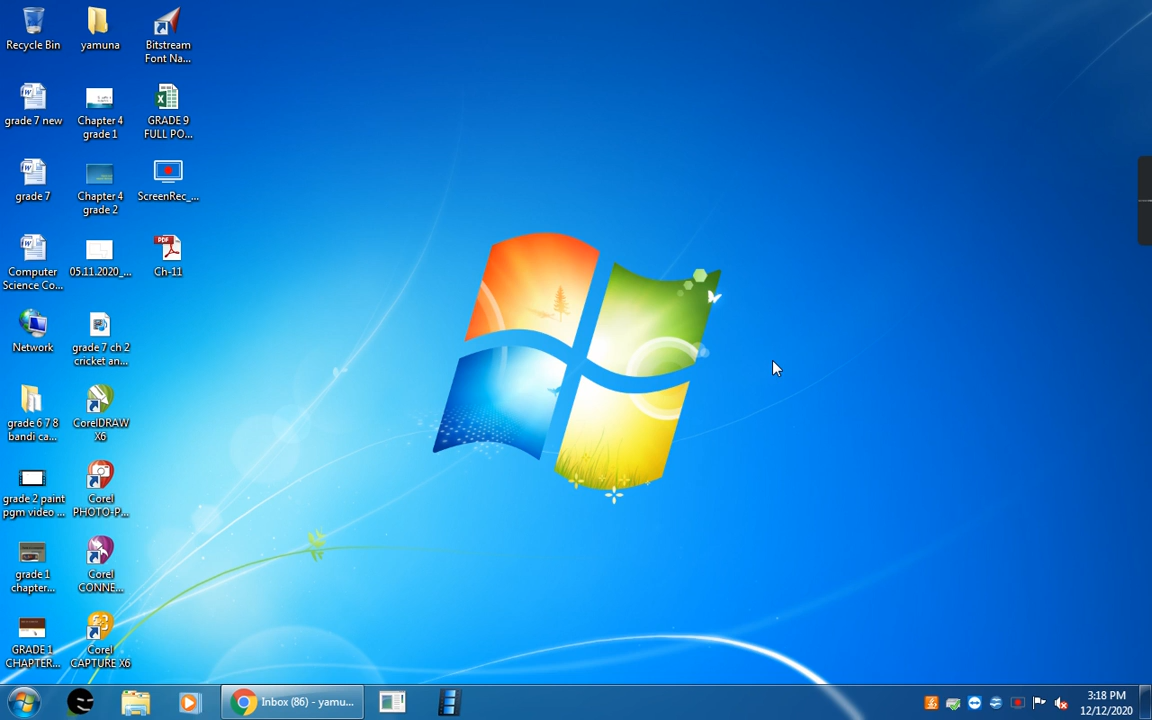 Recycle Bin
yamuna
Bitstream
Font Na...
grade 7 new
Chapter 4
grade 1
GRADE 9
FULL PO...
grade 7
Chapter 4
grade 2
ScreenRec_...
Computer
Science Co...
05.11.2020_...
Ch-11
Network
grade 7 ch 2
cricket an...
grade 6 7 8
bandi ca...
CorelDRAW
X6
grade 2 paint
pgm video ...
Corel
PHOTO-P...
grade 1
chapter...
Corel
CONNE...
GRADE 1
CHAPTER...
Corel
CAPTURE X6
Inbox (86) - yamu...
3:18 PM
12/12/2020